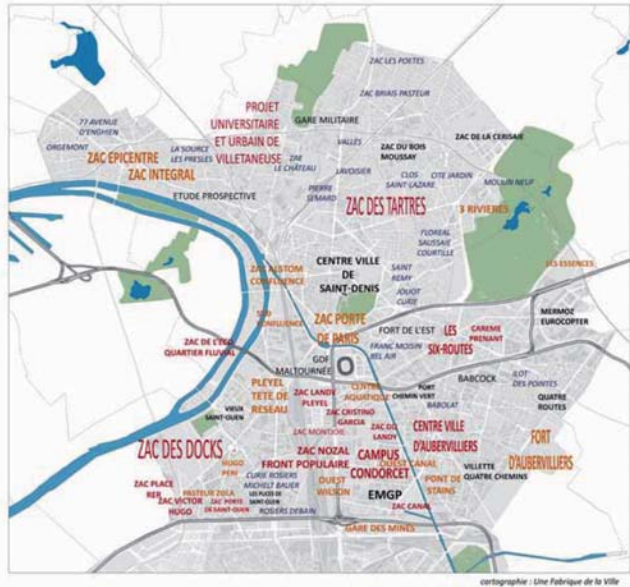 ZAC LES POETES
ZAC BRIAIS PASTEUR
PROJET
UNIVERSITAIRE
ET URBAIN DE
VILLETANEUSE
GARE MILITAIRE
77 AVENUE
D'ENGHIEN
ORGEMONT
LA SOURCE
LES PRESLES
ZAC EPICENTRE
ZAC INTEGRAL
VALLÈS
ZAC DU BOIS
MOUSSAY
ZAC DE LA CERISAIE
LE CHÂTEAU
LAVOISIER
CLOS
SAINT-LAZARE
CITE JARDIN
MOULIN NEUF
ETUDE PROSPECTIVE
PIERRE
SEMARD
ZAC DES TARTRES
3 RIVIERES
FLOREAL
SAUSSAIE
COURTILLE
CENTRE VILLE
DE
SAINT-DENIS
ZAC ALSTOM
CONFLUENCE
SAINT
REMY
LES ESSENCES
JOLIOT
CURIE
CONFLUENCE
ZAC PORTE
DE PARIS
MERMOZ
EUROCOPTER
FORT DE L'EST
LES
SIX-ROUTES
CAREME
PRENANT
ZAC DE L'ECO
QUARTIER FLUVIAL
FRANC MOISIN
BEL AIR
GDF
MALTOURNÉE
BABCOCK
ILOT
DES POINTES
PLEYEL
TETE DE
RESEAU
CENTRE
AQUATIQUE
FORT
CHEMIN VERT
ZAC LANDY
PLEYEL
QUATRE
ROUTES
VIEUX
SAINT-OUEN
BABOLAT
ZAC CRISTINO
GARCIA
ZAC DU
LANDY
CENTRE VILLE
D'AUBERVILLIERS
ZAC MONTJOIE
ZAC DES DOCKS
FORT
D'AUBERVILLIERS
ZAC NOZAL
FRONT POPULAIRE
CAMPUS
CONDORCET
HUGO
PERI
OUEST CANAL
VILLETTE
QUATRE CHEMINS
CURIE ROSIERS
MICHELT BAUER
PONT DE
STAINS
ZAC PLACE
RER
OUEST
WILSON
PASTEUR ZOLA
LES PUCES DE
SAINT-OUEN
EMGP
ZAC VICTOR
HUGO
ZAC PORTE
DE SAINT-OUEN
ROSIERS DEBAIN
ZAC CANAL
GARE DES MINES
cartographie : Une Fabrique de la Ville